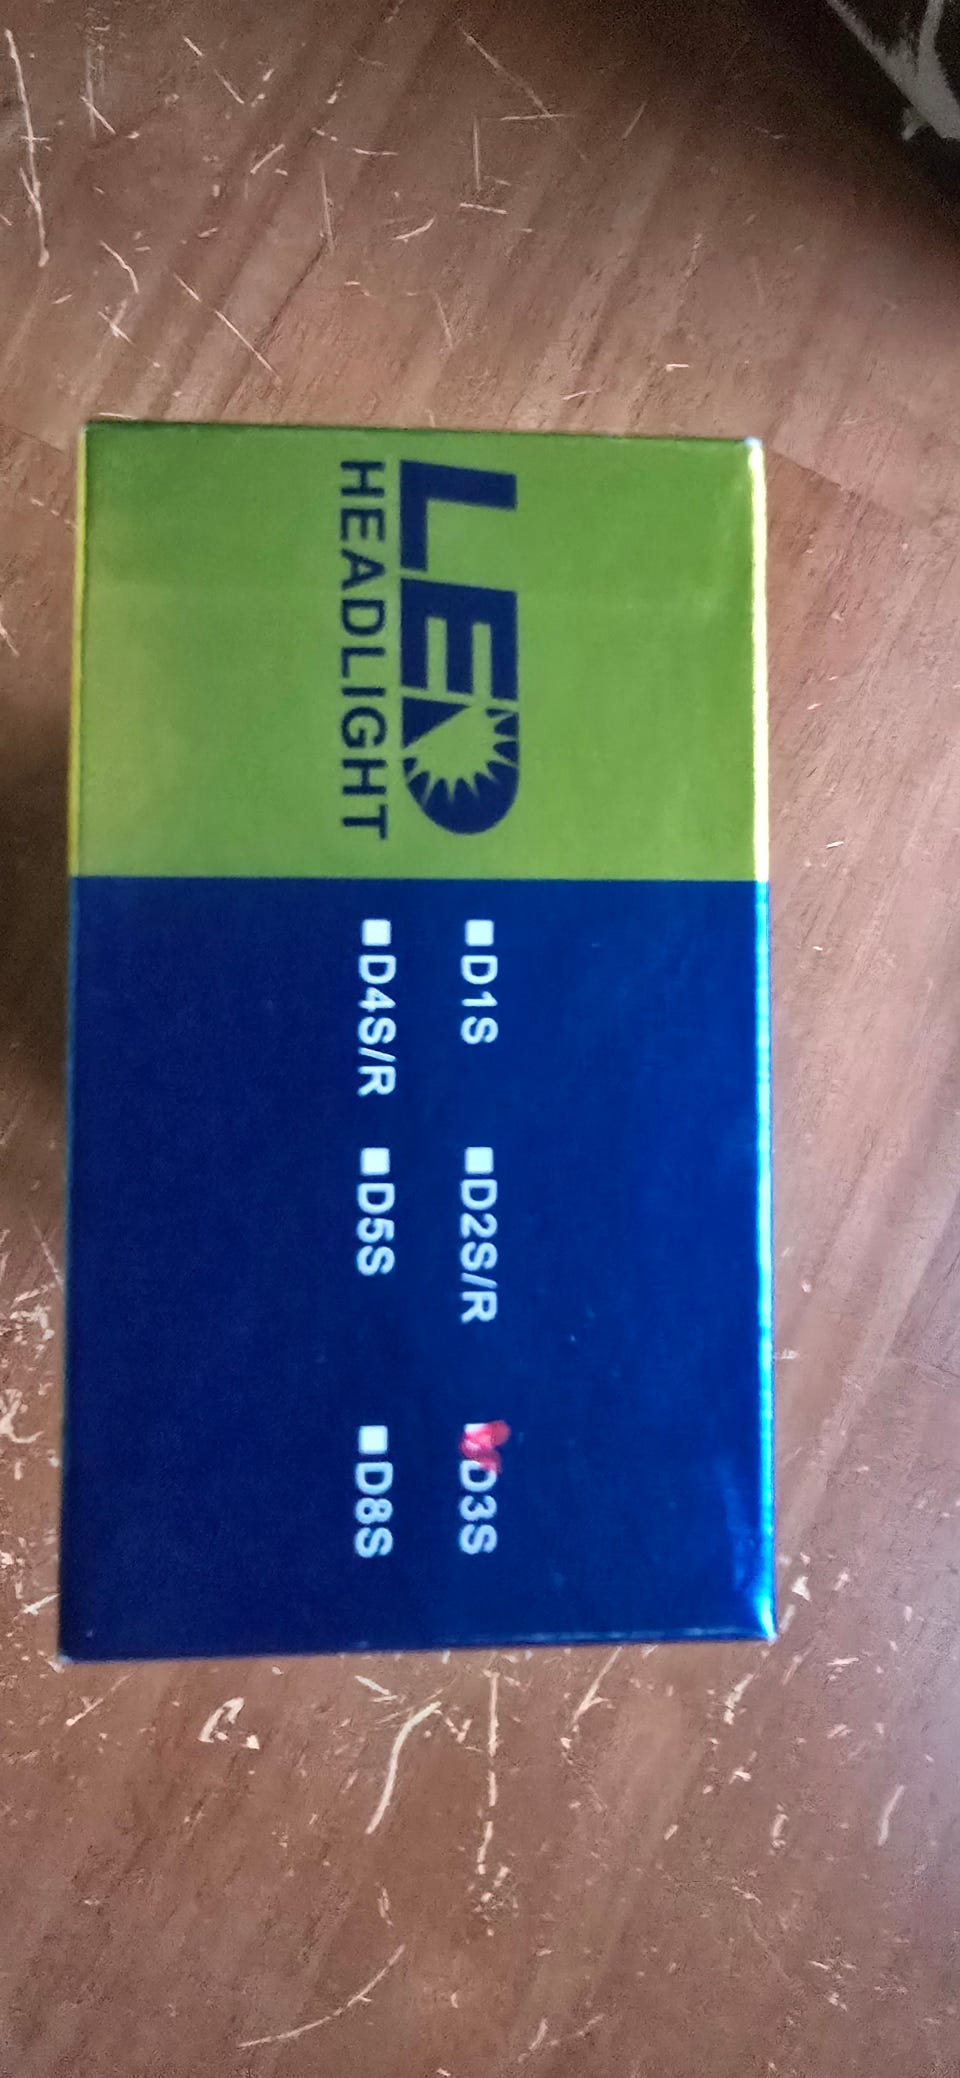 LED
HEADLIGHT
■D1S ■D2S/R ■D3S
■D4S/R ■D5S ■D8S